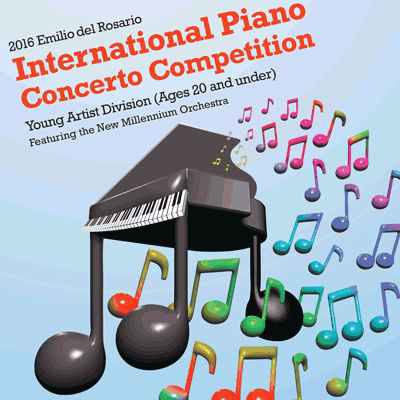 2016 Emilio del Rosario
International Piano
Concerto Competition
Young Artist Division (Ages 20 and under)
Featuring the New Millennium Orchestra